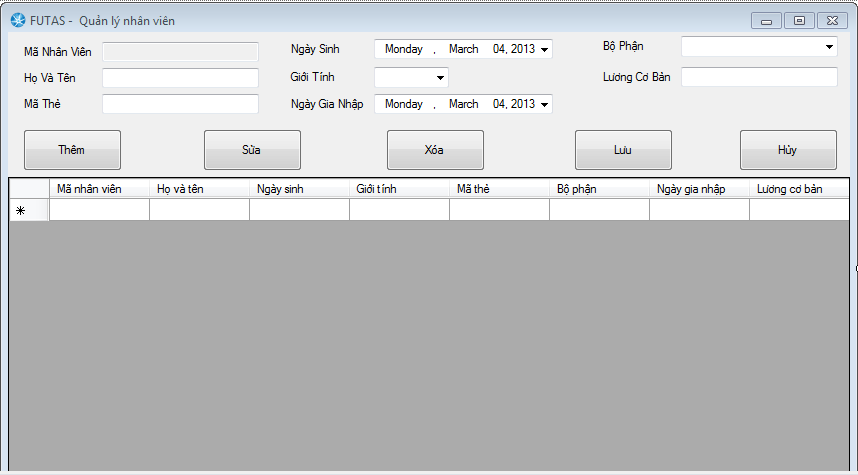 FUTAS - Quản lý nhân viên
Mã Nhân Viên
Ngày Sinh
Monday , March 04, 2013
Bộ Phận
Họ Và Tên
Giới Tính
Lương Cơ Bản
Mã Thẻ
Ngày Gia Nhập
Monday , March 04, 2013
Thêm
Sửa
Xóa
Lưu
Hủy
Mã nhân viên
Họ và tên
Ngày sinh
Giới tính
Mã thẻ
Bộ phận
Ngày gia nhập
Lương cơ bản